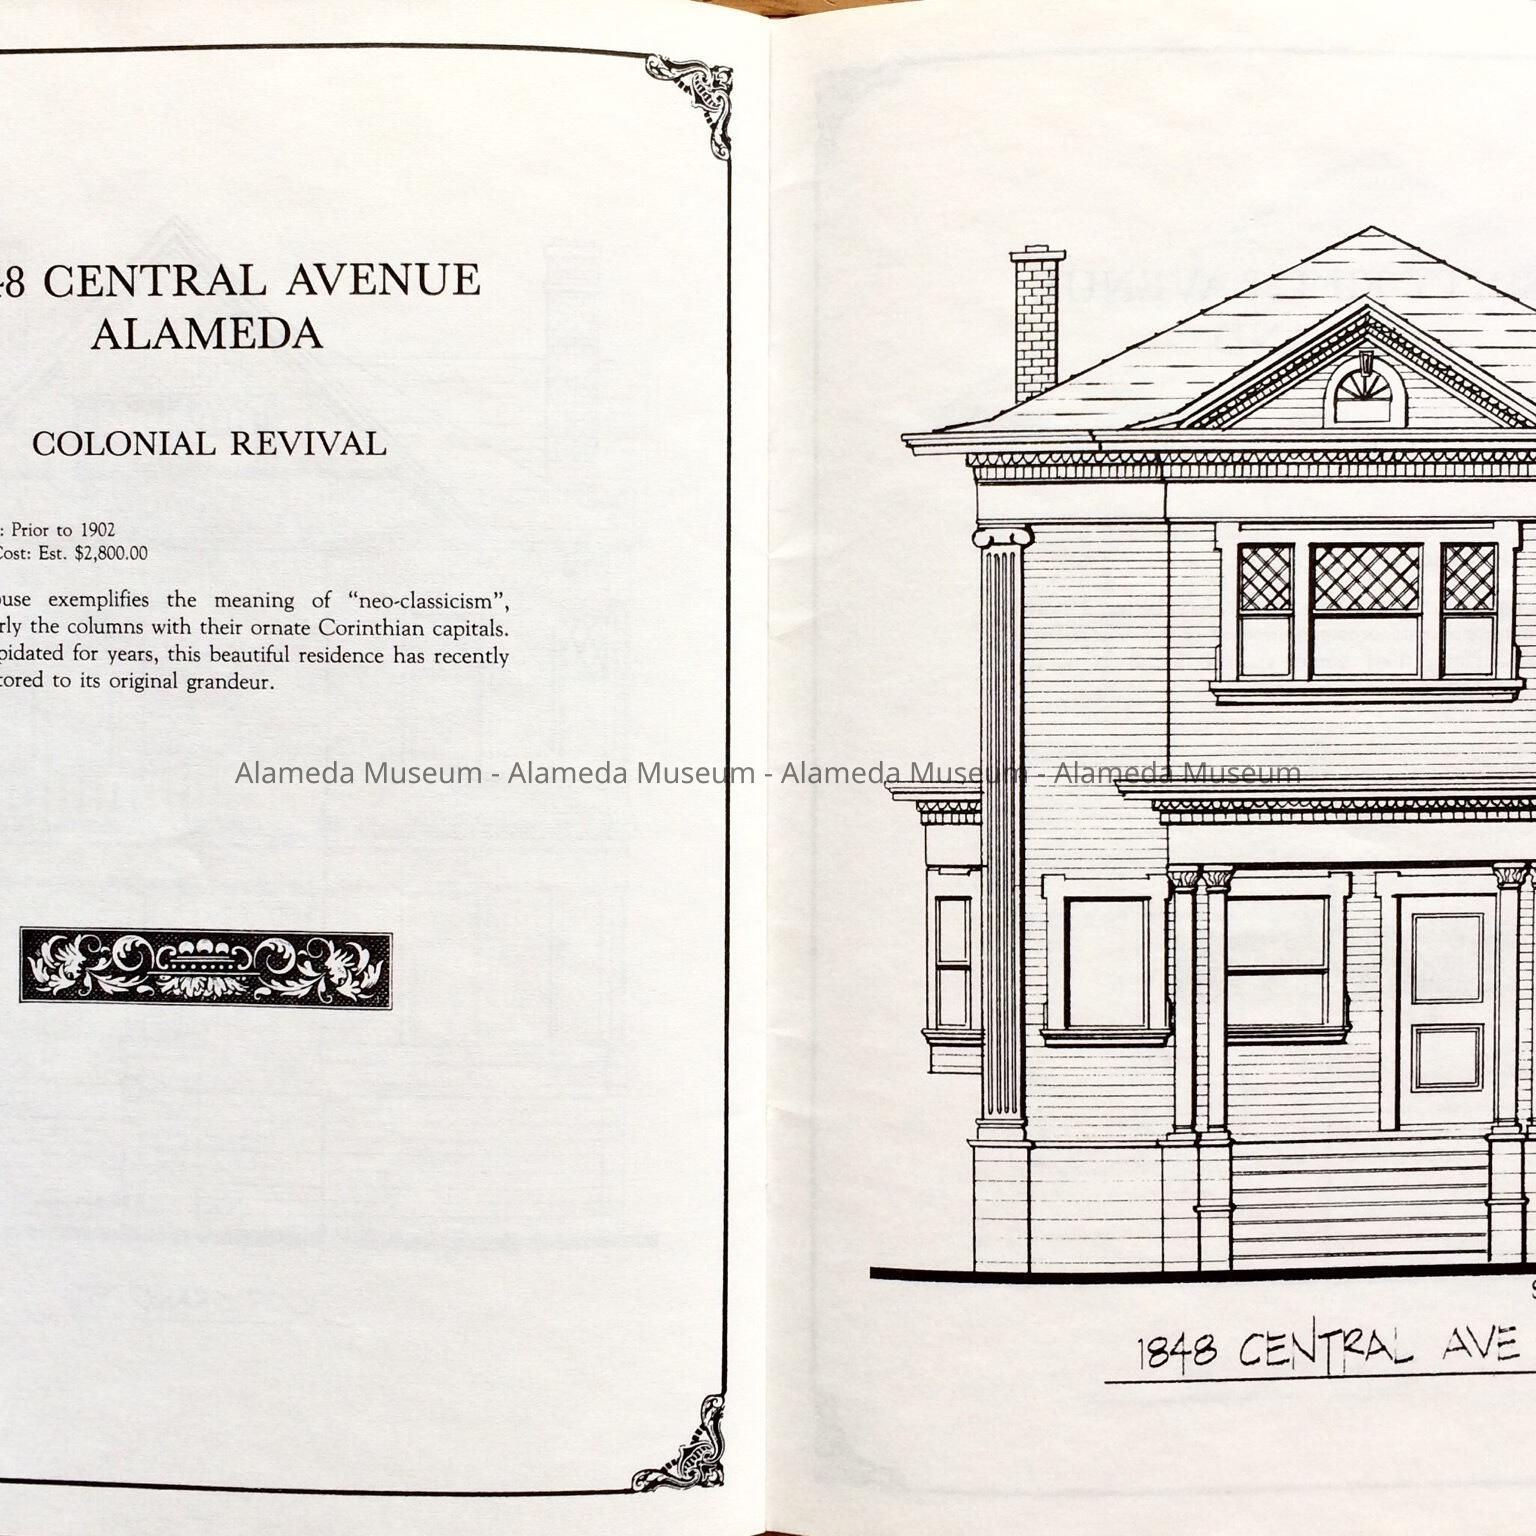 48 CENTRAL AVENUE
ALAMEDA
COLONIAL REVIVAL
: Prior to 1902
Cost: Est. $2,800.00
ouse exemplifies the meaning of “neo-classicism”,
rly the columns with their ornate Corinthian capitals.
pidated for years, this beautiful residence has recently
tored to its original grandeur.
Alameda Museum - Alameda Museum - Alameda Museum - Alameda Museum
1848 CENTRAL AVE